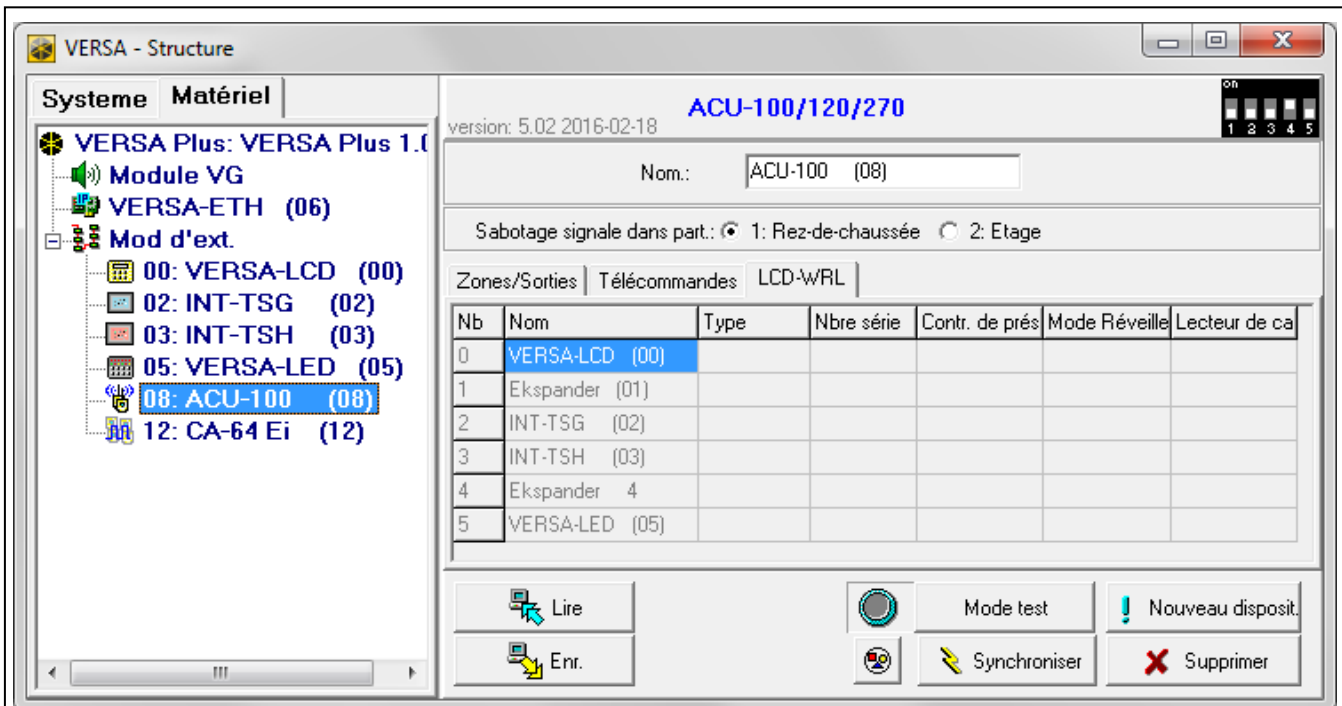 VERSA - Structure
Systeme Matériel
VERSA Plus: VERSA Plus 1.(
Module VG
VERSA-ETH (06)
Mod d'ext.
00: VERSA-LCD (00)
02: INT-TSG (02)
03: INT-TSH (03)
05: VERSA-LED (05)
08: ACU-100 (08)
12: CA-64 Ei (12)
ACU-100/120/270
version: 5.02 2016-02-18
on
1 2 3 4 5
Nom.: ACU-100 (08)
Sabotage signale dans part.: 1: Rez-de-chaussée 2: Etage
Zones/Sorties Télécommandes LCD-WRL
Nb Nom Type Nbre série Contr. de prés Mode Réveille Lecteur de ca
0 VERSA-LCD (00)
1 Ekspander (01)
2 INT-TSG (02)
3 INT-TSH (03)
4 Ekspander 4
5 VERSA-LED (05)
Lire Mode test Nouveau disposit.
Enr. Synchroniser Supprimer